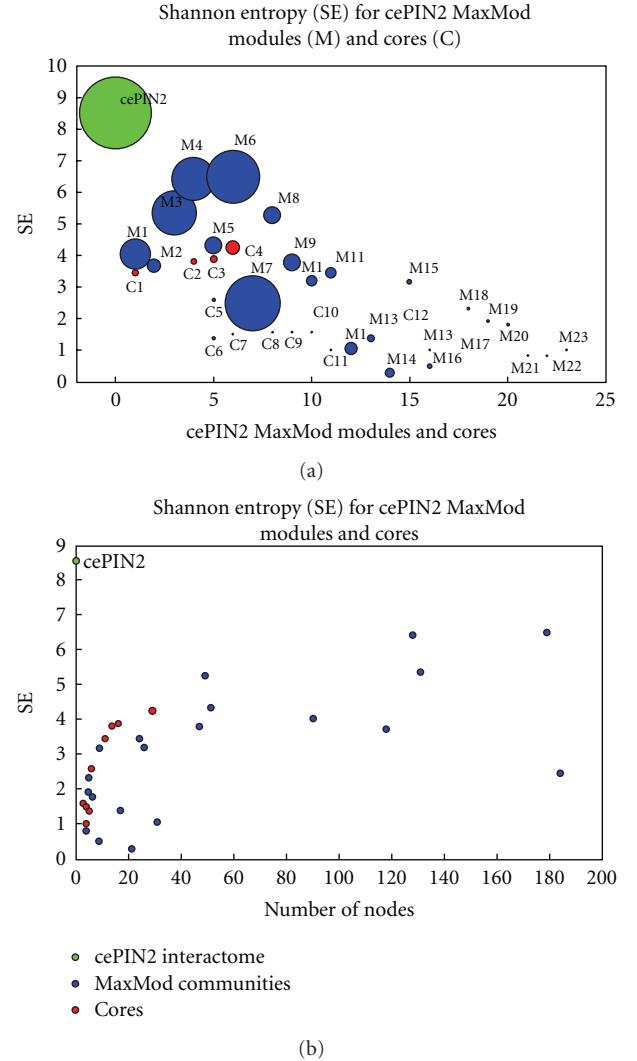 Shannon entropy (SE) for cePIN2 MaxMod
modules (M) and cores (C)
10
9
8
7
6
5
4
3
2
1
0
SE
cePIN2
M4
M6
M3
M8
M1
M2
M5
C4
M9
M11
C1
C2
C3
M7
M1
M15
C5
C10
C12
M18
M19
C6
C7
C8
C9
C11
M1
M13
M13
M17
M20
M23
M14
M16
M21
M22
0 5 10 15 20 25
cePIN2 MaxMod modules and cores
(a)
Shannon entropy (SE) for cePIN2 MaxMod
modules and cores
9
8
7
6
5
4
3
2
1
0
SE
cePIN2
0 20 40 60 80 100 120 140 160 180 200
Number of nodes
cePIN2 interactome
MaxMod communities
Cores
(b)